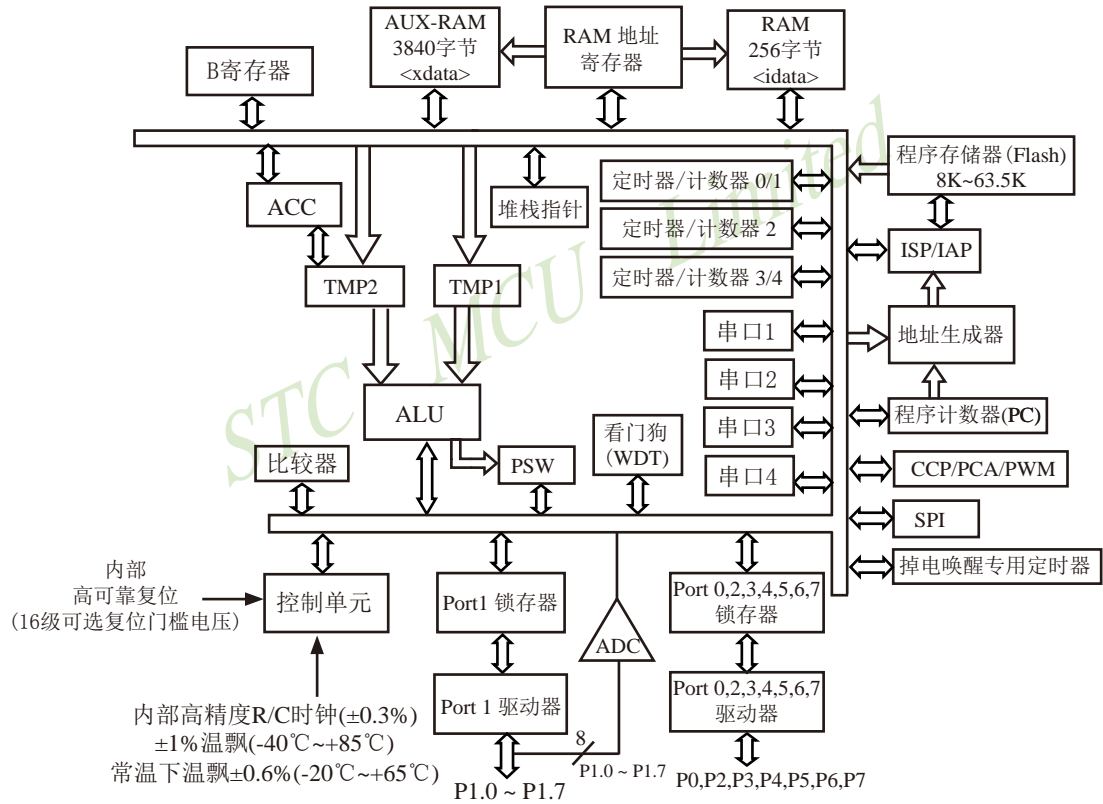 AUX-RAM
3840字节
<xdata>
RAM 地址
寄存器
RAM
256字节
<idata>
B寄存器
ACC
堆栈指针
定时器/计数器 0/1
程序存储器(Flash)
8K~63.5K
定时器/计数器 2
ISP/IAP
定时器/计数器 3/4
TMP2
TMP1
串口1
地址生成器
串口2
ALU
串口3
程序计数器(PC)
看门狗
(WDT)
比较器
PSW
串口4
CCP/PCA/PWM
SPI
掉电唤醒专用定时器
内部
高可靠复位
(16级可选复位门槛电压)
控制单元
Port1 锁存器
ADC
Port 0,2,3,4,5,6,7
锁存器
Port 1 驱动器
Port 0,2,3,4,5,6,7
驱动器
内部高精度R/C时钟(±0.3%)
±1%温飘(-40℃~+85℃)
常温下温飘±0.6%(-20℃~+65℃)
8
P1.0 ~ P1.7
P1.0 ~ P1.7
P0,P2,P3,P4,P5,P6,P7
STC MCU Limited